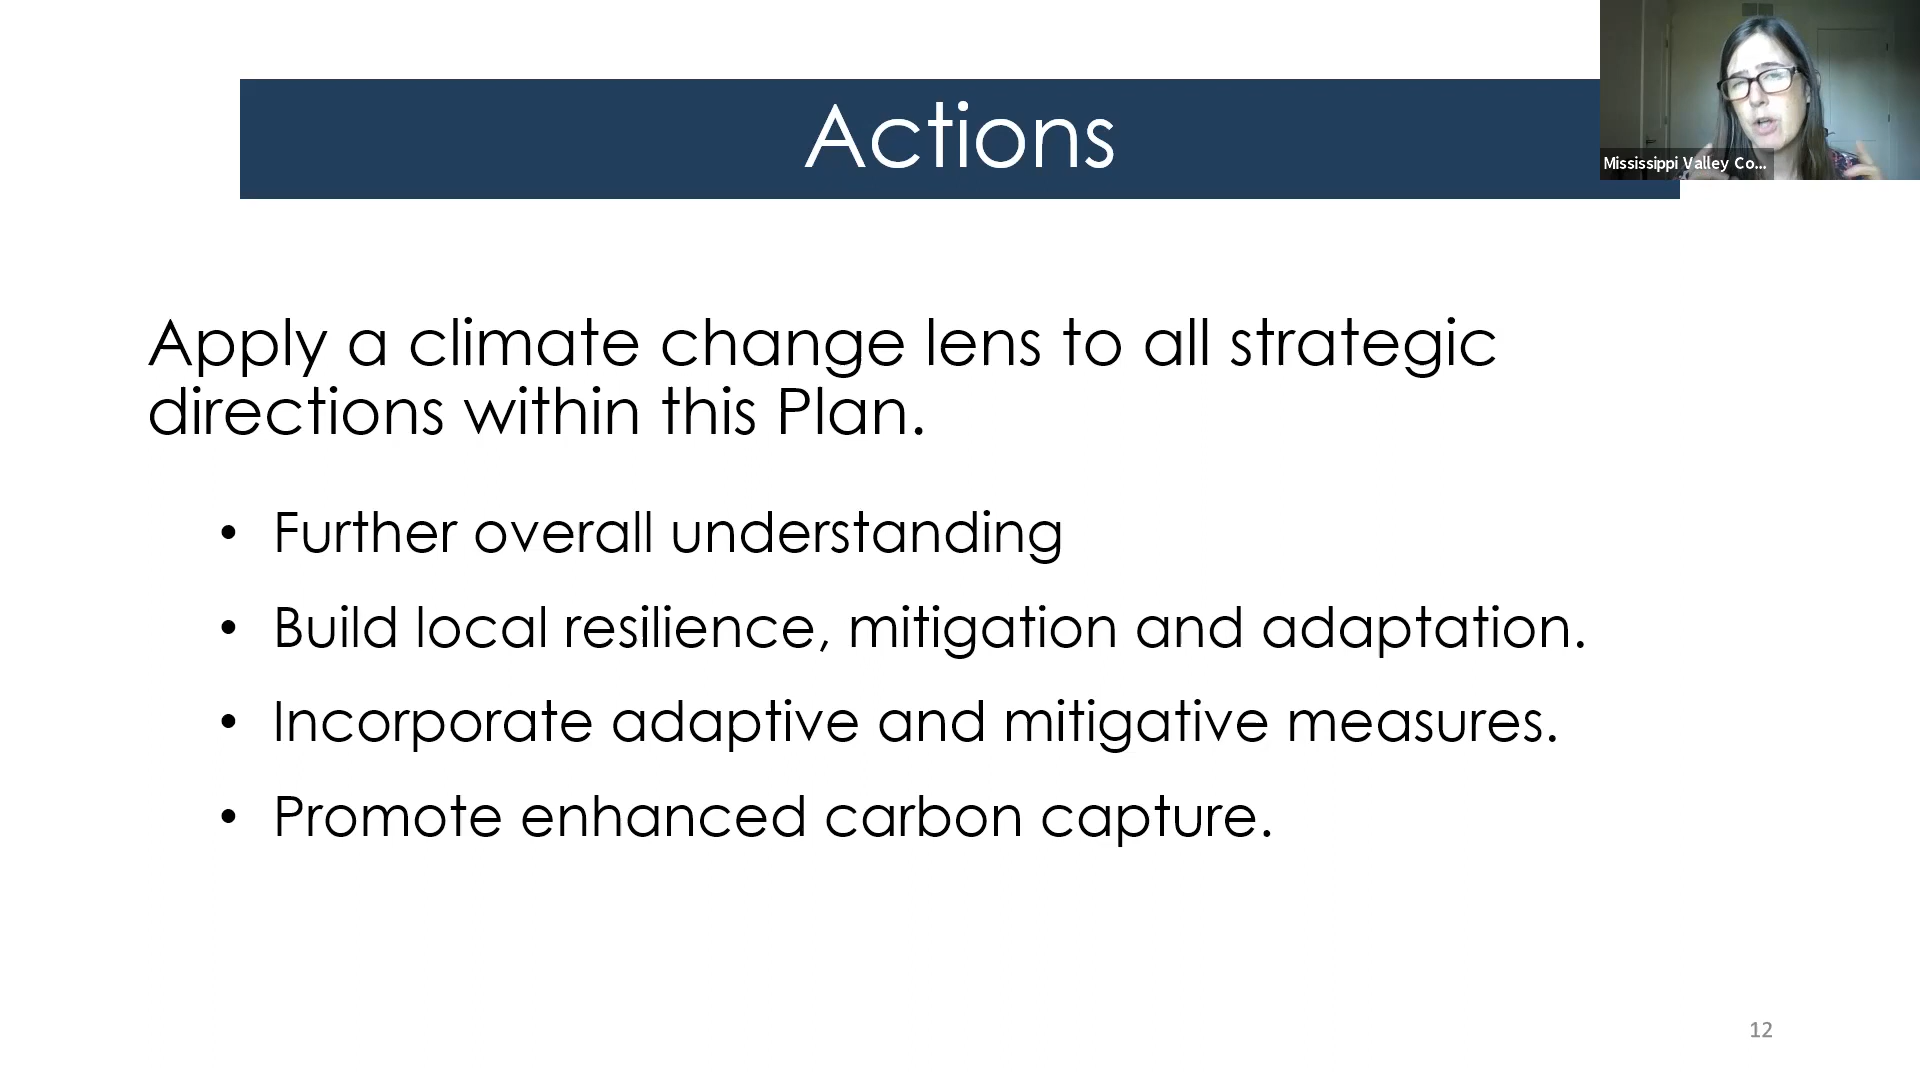 Actions
Mississippi Valley Co...
Apply a climate change lens to all strategic
directions within this Plan.
• Further overall understanding
• Build local resilience, mitigation and adaptation.
• Incorporate adaptive and mitigative measures.
• Promote enhanced carbon capture.
12